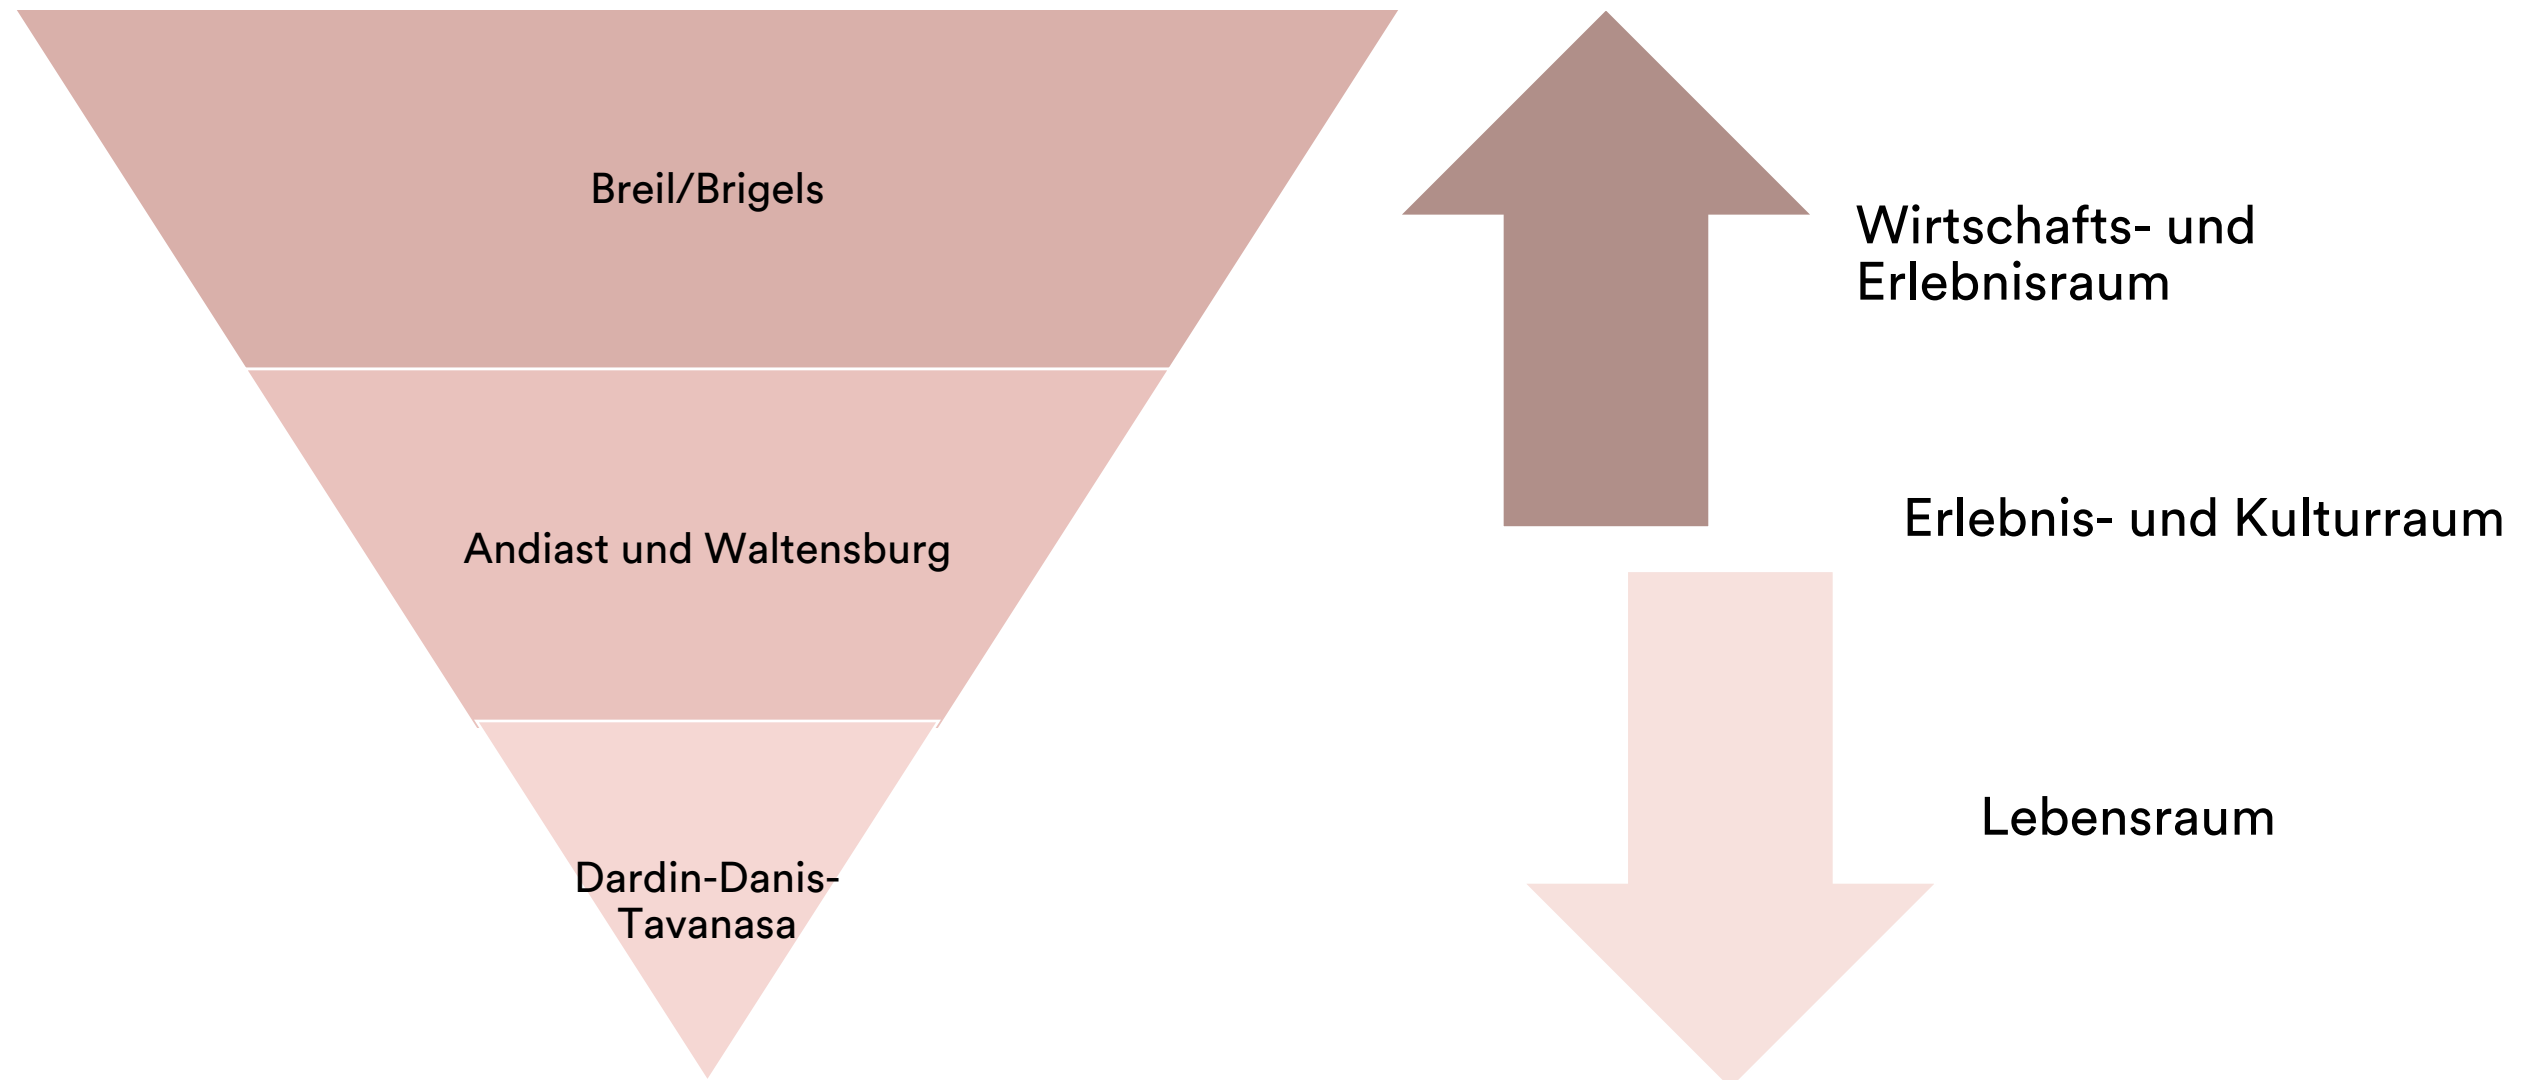 Breil/Brigels
Wirtschafts- und
Erlebnisraum
Andiast und Waltensburg
Erlebnis- und Kulturraum
Dardin-Danis-
Tavanasa
Lebensraum